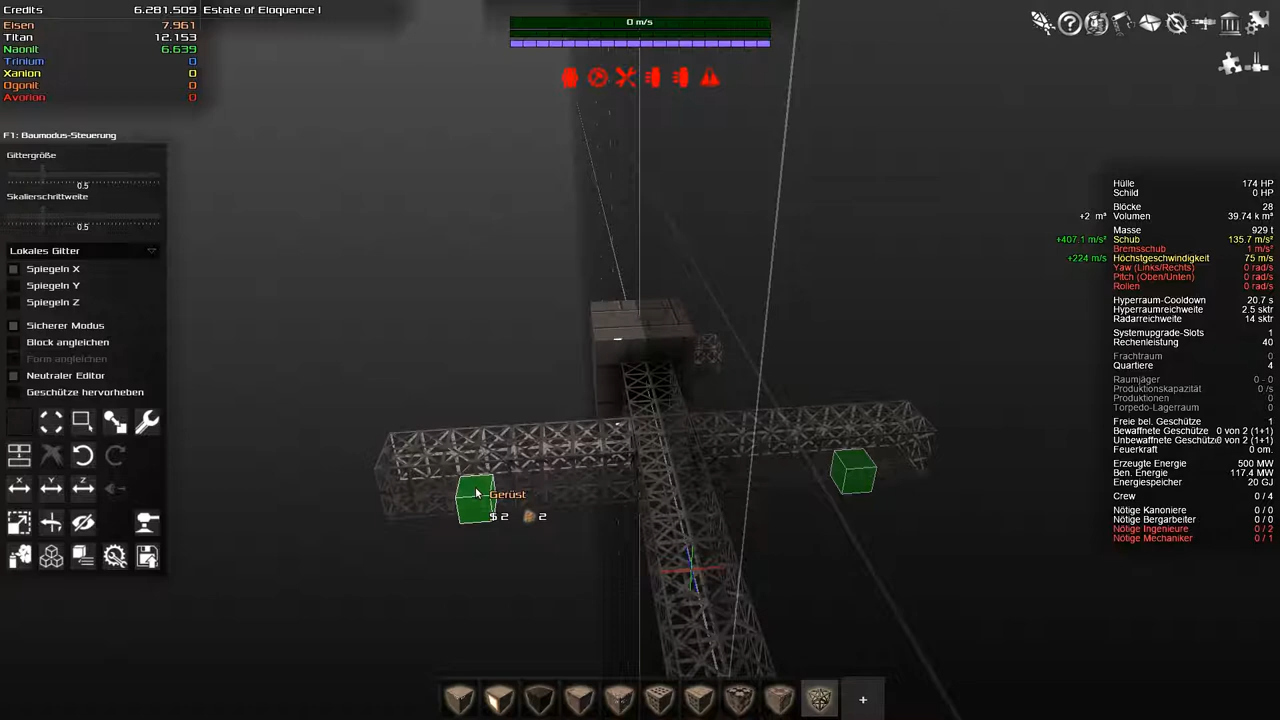 Credits 6.281.509
Eisen 7.961
Titan 12.153
Naonit 6.639
Trinium 0
Xanion 0
Ogonit 0
Avorion 0
Estate of Eloquence I
0 m/s
F1: Baumodus-Steuerung
Gittergröße
0.5
Skalierschrittweite
0.5
Lokales Gitter
Spiegeln X
Spiegeln Y
Spiegeln Z
Sicherer Modus
Block angleichen
Form angleichen
Neutraler Editor
Geschütze hervorheben
X Y Z
Gerüst
$ 2 2
Hülle 174 HP
Schild 0 HP
Blöcke 28
+2 m³ Volumen 39.74 k m³
Masse 929 t
+407.1 m/s² Schub 135.7 m/s²
Bremsschub 1 m/s²
+224 m/s Höchstgeschwindigkeit 75 m/s
Yaw (Links/Rechts) 0 rad/s
Pitch (Oben/Unten) 0 rad/s
Rollen 0 rad/s
Hyperraum-Cooldown 20.7 s
Hyperraumreichweite 2.5 sktr
Radarreichweite 14 sktr
Systemupgrade-Slots 1
Rechenleistung 40
Frachtraum 0
Quartiere 4
Raumjäger 0 - 0
Produktionskapazität 0 /s
Produktionen 0
Torpedo-Lagerraum 0
Freie bel. Geschütze 1
Bewaffnete Geschütze 0 von 2 (1+1)
Unbewaffnete Geschütze 0 von 2 (1+1)
Feuerkraft 0 om.
Erzeugte Energie 500 MW
Ben. Energie 117.4 MW
Energiespeicher 20 GJ
Crew 0 / 4
Nötige Kanoniere 0 / 0
Nötige Bergarbeiter 0 / 0
Nötige Ingenieure 0 / 2
Nötige Mechaniker 0 / 1
+